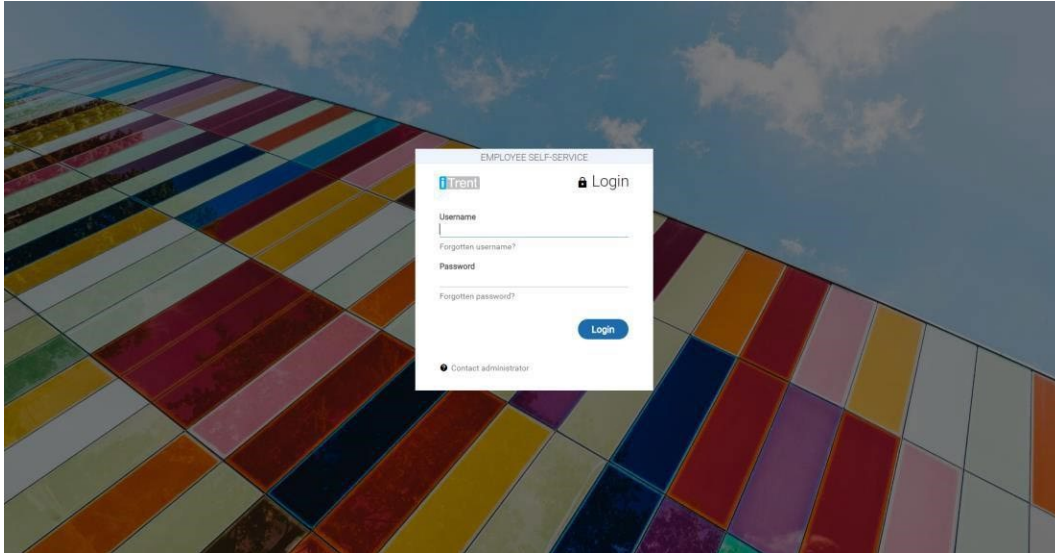 EMPLOYEE SELF-SERVICE
iTrent
Login
Username
Forgotten username?
Password
Forgotten password?
Login
Contact administrator